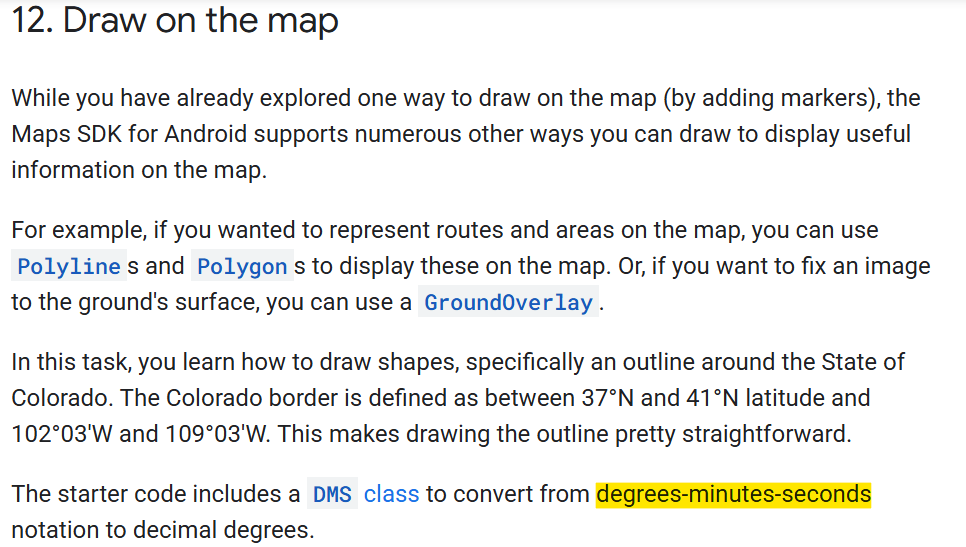 12. Draw on the map
While you have already explored one way to draw on the map (by adding markers), the
Maps SDK for Android supports numerous other ways you can draw to display useful
information on the map.
For example, if you wanted to represent routes and areas on the map, you can use
Polyline s and Polygon s to display these on the map. Or, if you want to fix an image
to the ground's surface, you can use a GroundOverlay .
In this task, you learn how to draw shapes, specifically an outline around the State of
Colorado. The Colorado border is defined as between 37°N and 41°N latitude and
102°03'W and 109°03'W. This makes drawing the outline pretty straightforward.
The starter code includes a DMS class to convert from degrees-minutes-seconds
notation to decimal degrees.